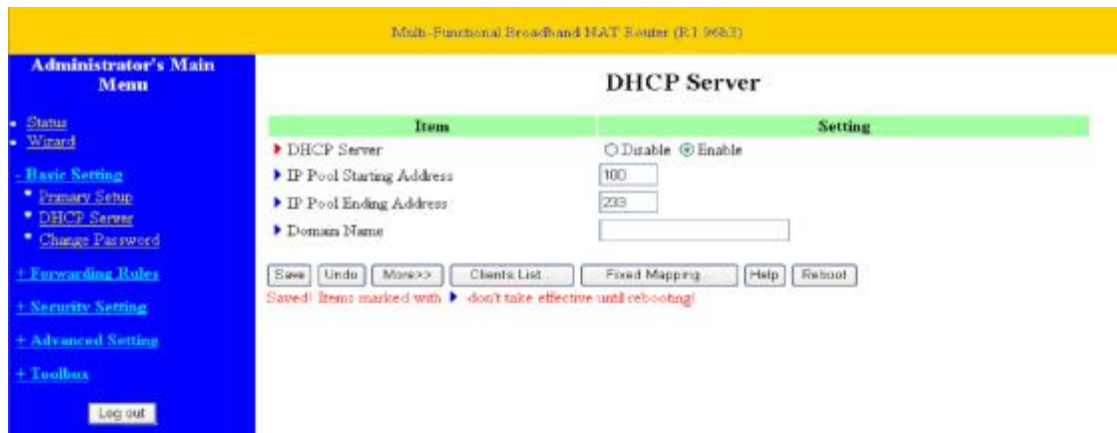 Multi-Functional Broadband NAT Router (R1.96h3)
Administrator's Main
Menu
Status
Wizard
- Basic Setting
Primary Setup
DHCP Server
Change Password
+ Forwarding Rules
+ Security Setting
+ Advanced Setting
+ Toolbox
Log out
DHCP Server
Item Setting
DHCP Server Disable Enable
IP Pool Starting Address 100
IP Pool Ending Address 233
Domain Name
Save Undo More>> Clients List... Fixed Mapping... Help Reboot
Saved! Items marked with don't take effective until rebooting!